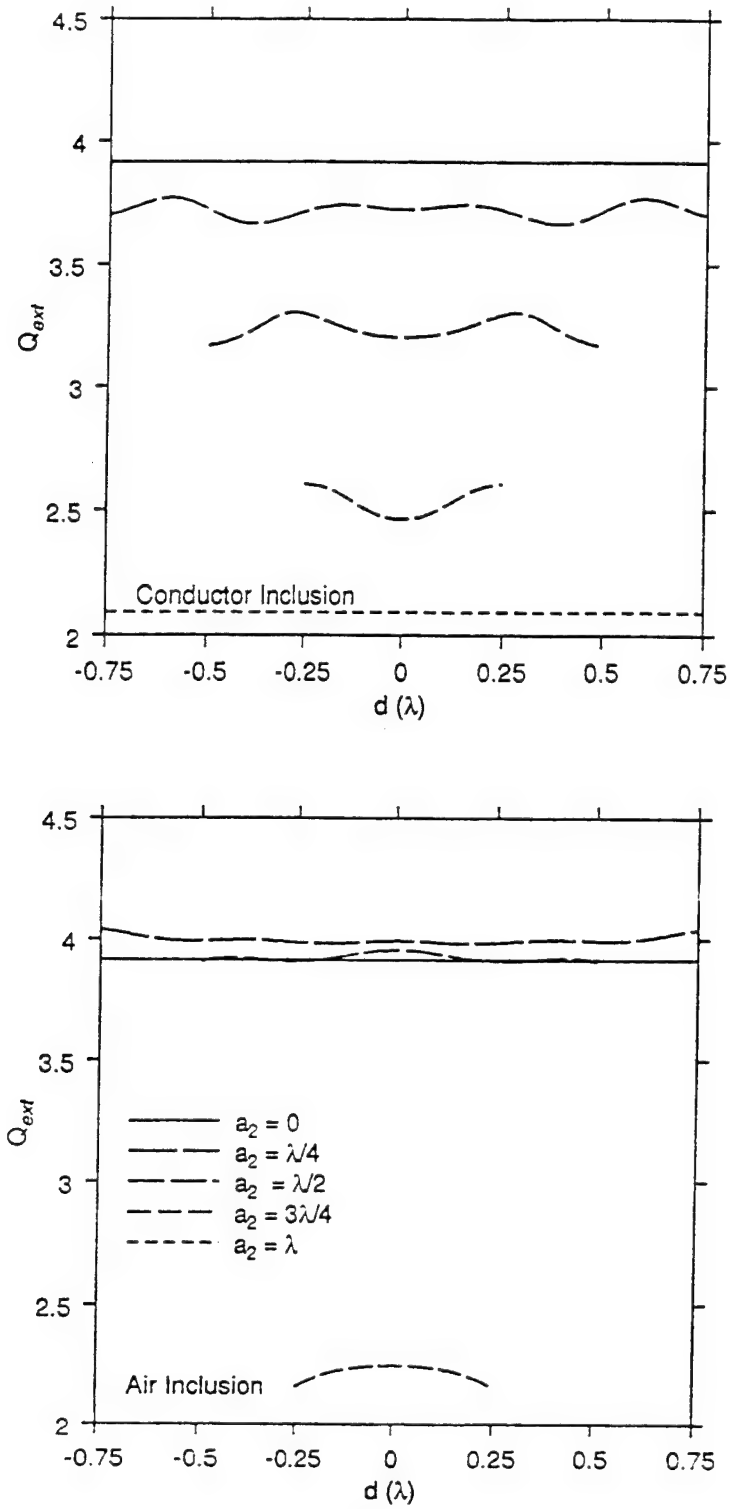 4.5
4
3.5
3
2.5
2
Q_ext
Conductor Inclusion
-0.75 -0.5 -0.25 0 0.25 0.5 0.75
d (λ)
4.5
4
3.5
3
2.5
2
Q_ext
a₂ = 0
a₂ = λ/4
a₂ = λ/2
a₂ = 3λ/4
a₂ = λ
Air Inclusion
-0.75 -0.5 -0.25 0 0.25 0.5 0.75
d (λ)